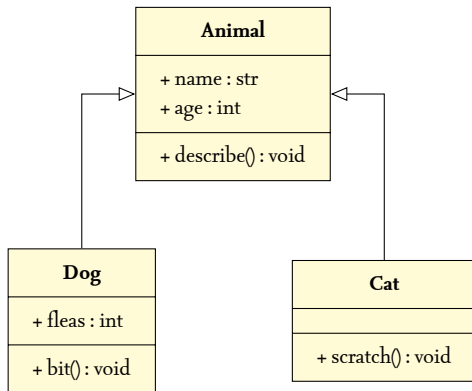 Animal
+ name : str
+ age : int
+ describe() : void
Dog
+ fleas : int
+ bit() : void
Cat
+ scratch() : void